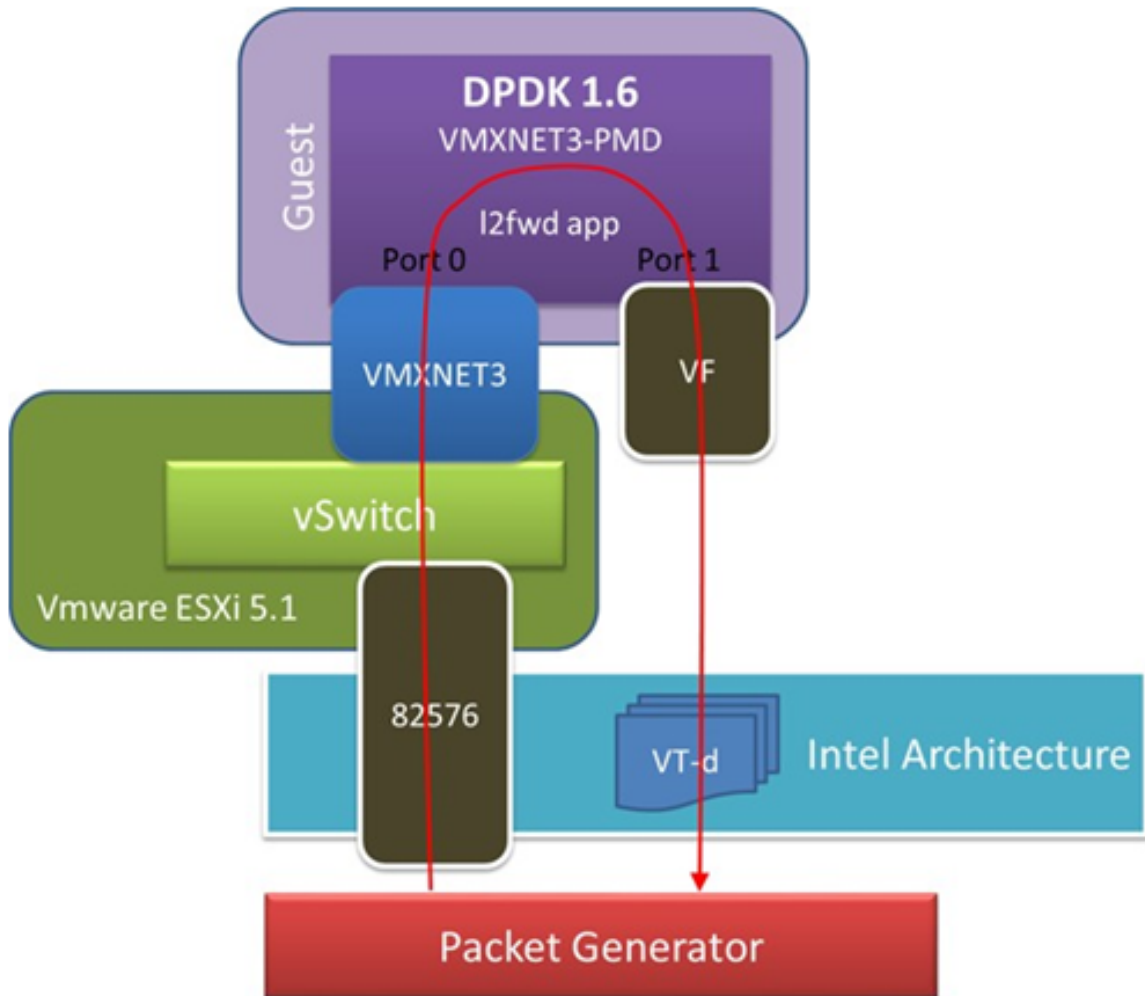 DPDK 1.6
VMXNET3-PMD
Guest
l2fwd app
Port 0
Port 1
VMXNET3
VF
vSwitch
Vmware ESXi 5.1
82576
VT-d
Intel Architecture
Packet Generator